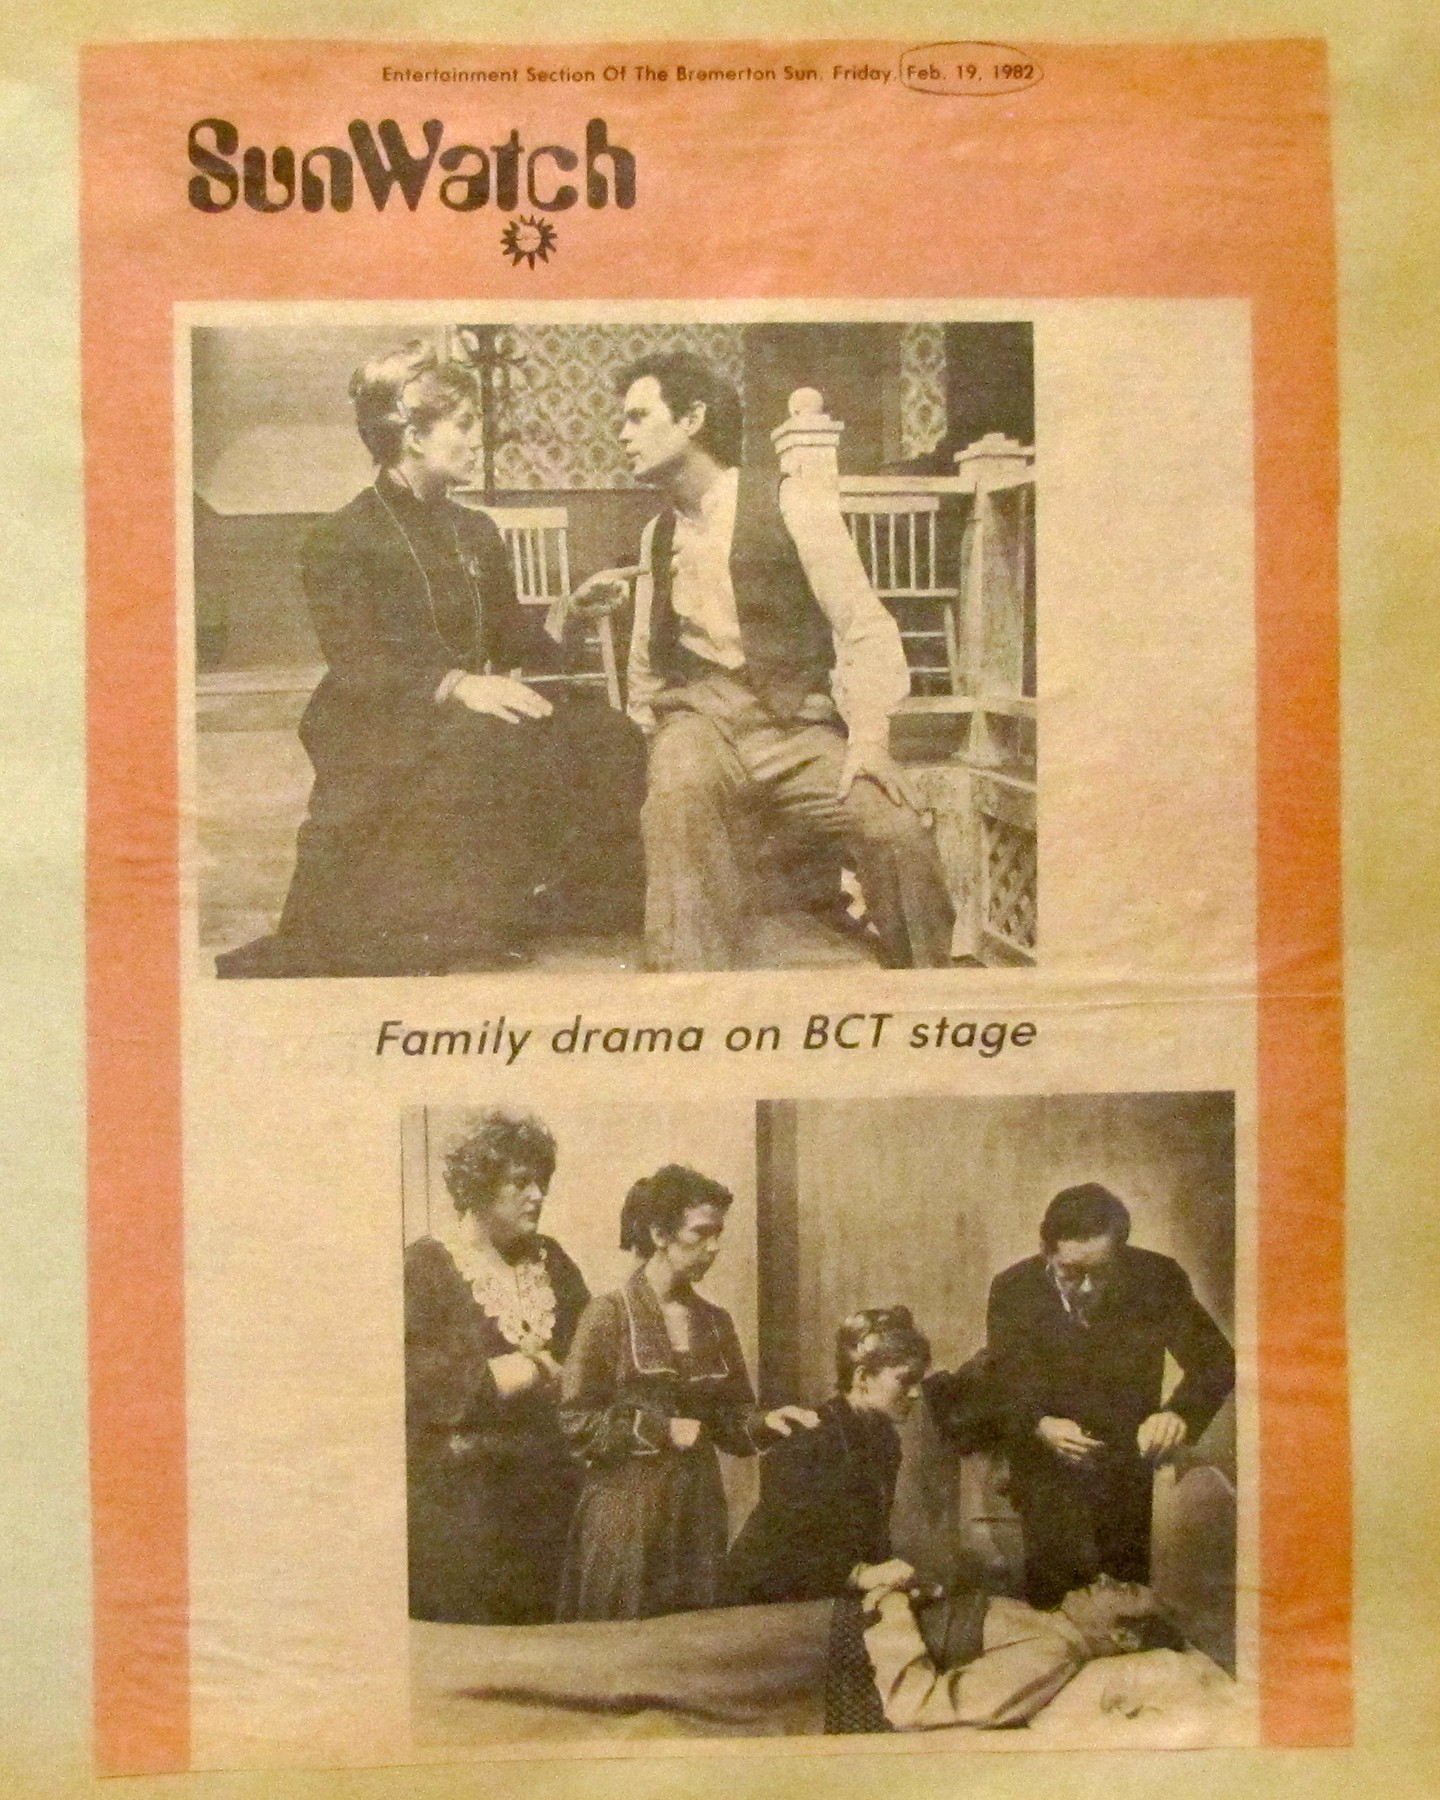 Entertainment Section Of The Bremerton Sun, Friday, Feb. 19, 1982
SunWatch
Family drama on BCT stage